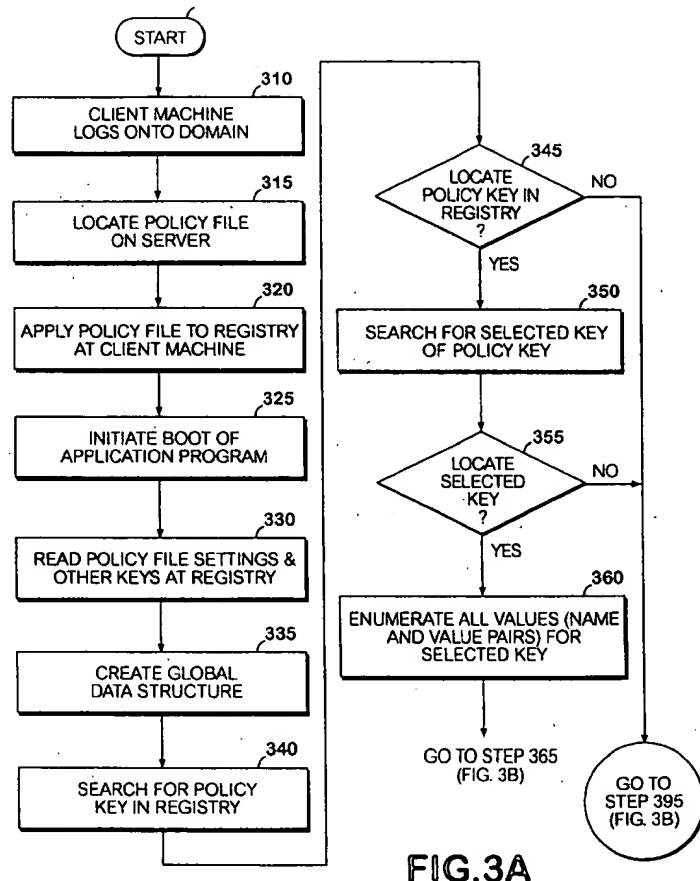 START
310
CLIENT MACHINE
LOGS ONTO DOMAIN
315
LOCATE POLICY FILE
ON SERVER
320
APPLY POLICY FILE TO REGISTRY
AT CLIENT MACHINE
325
INITIATE BOOT OF
APPLICATION PROGRAM
330
READ POLICY FILE SETTINGS &
OTHER KEYS AT REGISTRY
335
CREATE GLOBAL
DATA STRUCTURE
340
SEARCH FOR POLICY
KEY IN REGISTRY
345
LOCATE
POLICY KEY IN
REGISTRY
?
NO
YES
350
SEARCH FOR SELECTED KEY
OF POLICY KEY
355
LOCATE
SELECTED
KEY
?
NO
YES
360
ENUMERATE ALL VALUES (NAME
AND VALUE PAIRS) FOR
SELECTED KEY
GO TO STEP 365
(FIG. 3B)
GO TO
STEP 395
(FIG. 3B)
FIG.3A